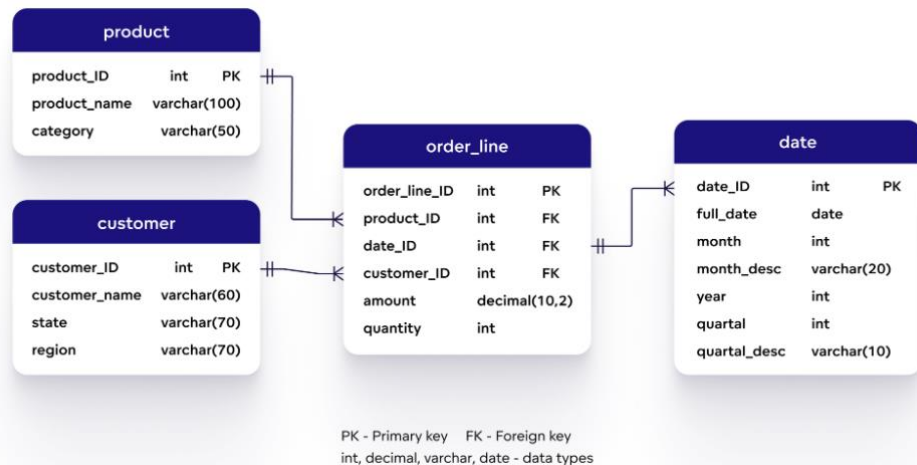 product
product_ID int PK
product_name varchar(100)
category varchar(50)
customer
customer_ID int PK
customer_name varchar(60)
state varchar(70)
region varchar(70)
order_line
order_line_ID int PK
product_ID int FK
date_ID int FK
customer_ID int FK
amount decimal(10,2)
quantity int
date
date_ID int PK
full_date date
month int
month_desc varchar(20)
year int
quartal int
quartal_desc varchar(10)
PK - Primary key FK - Foreign key
int, decimal, varchar, date - data types